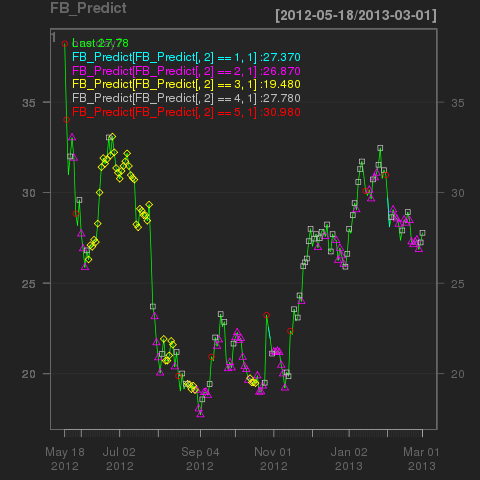 FB_Predict
[2012-05-18/2013-03-01]
1
Last 27.78
FB_Predict[FB_Predict[, 2] == 1, 1] :27.370
FB_Predict[FB_Predict[, 2] == 2, 1] :26.870
FB_Predict[FB_Predict[, 2] == 3, 1] :19.480
FB_Predict[FB_Predict[, 2] == 4, 1] :27.780
FB_Predict[FB_Predict[, 2] == 5, 1] :30.980
35 35
30 30
25 25
20 20
May 18 Jul 02 Sep 04 Nov 01 Jan 02 Mar 01
2012 2012 2012 2012 2013 2013